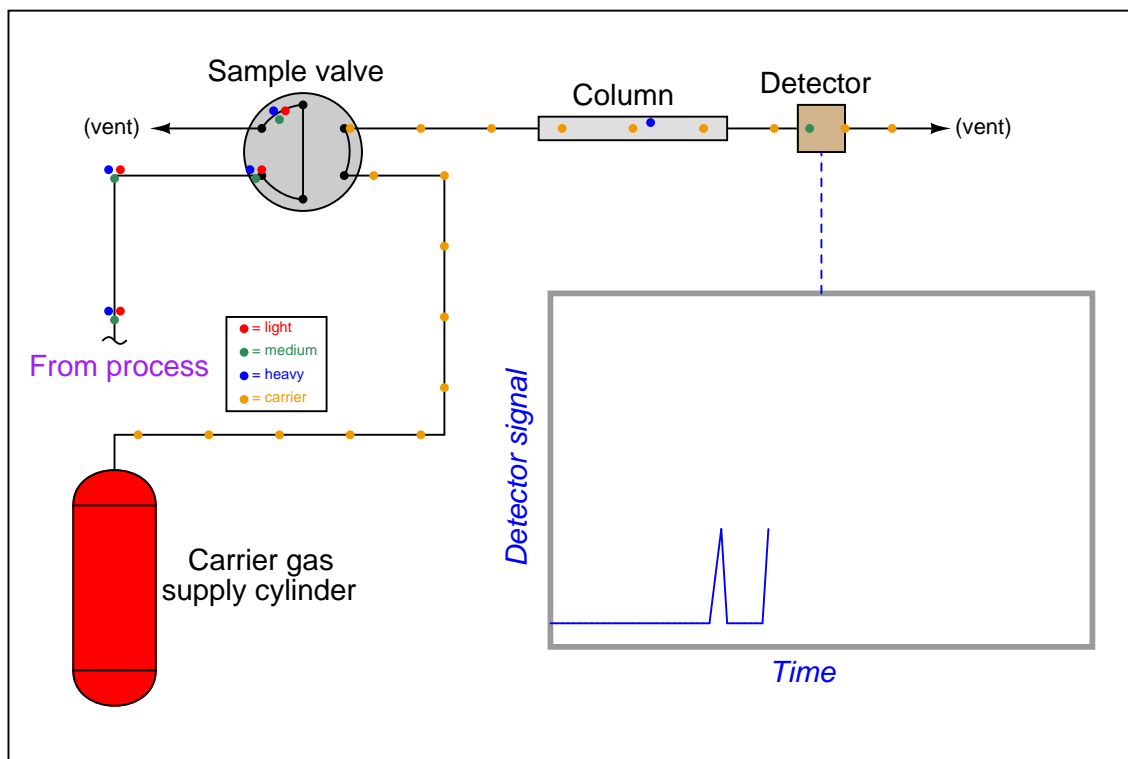 Sample valve
Column
Detector
(vent)
(vent)
= light
= medium
= heavy
= carrier
From process
Detector signal
Carrier gas
supply cylinder
Time